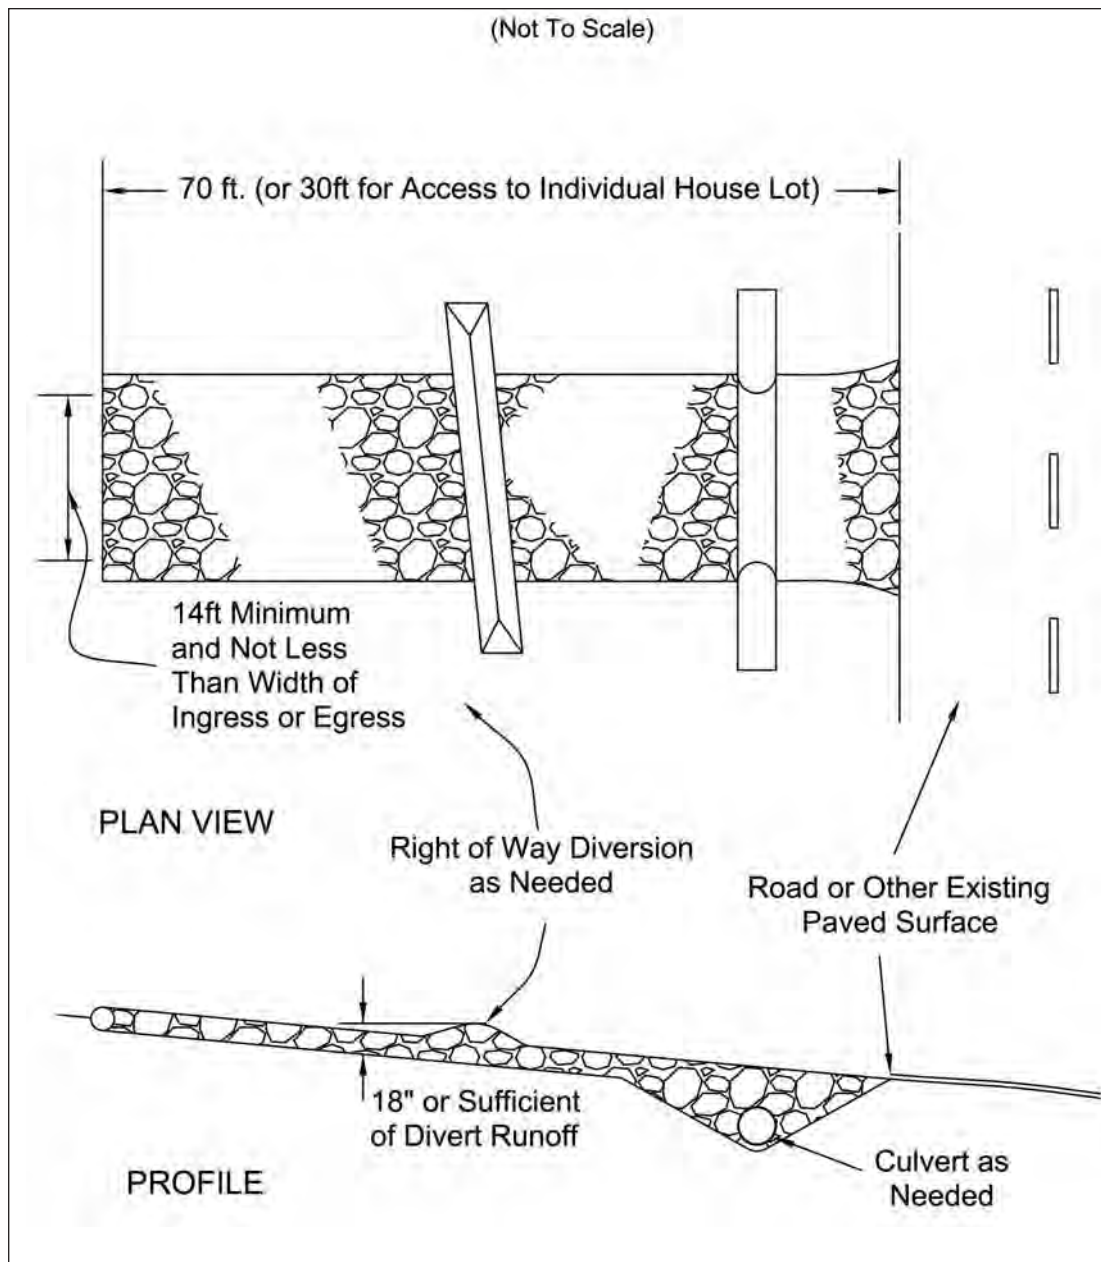 (Not To Scale)
70 ft. (or 30ft for Access to Individual House Lot)
14ft Minimum
and Not Less
Than Width of
Ingress or Egress
PLAN VIEW
Right of Way Diversion
as Needed
Road or Other Existing
Paved Surface
18" or Sufficient
of Divert Runoff
Culvert as
Needed
PROFILE